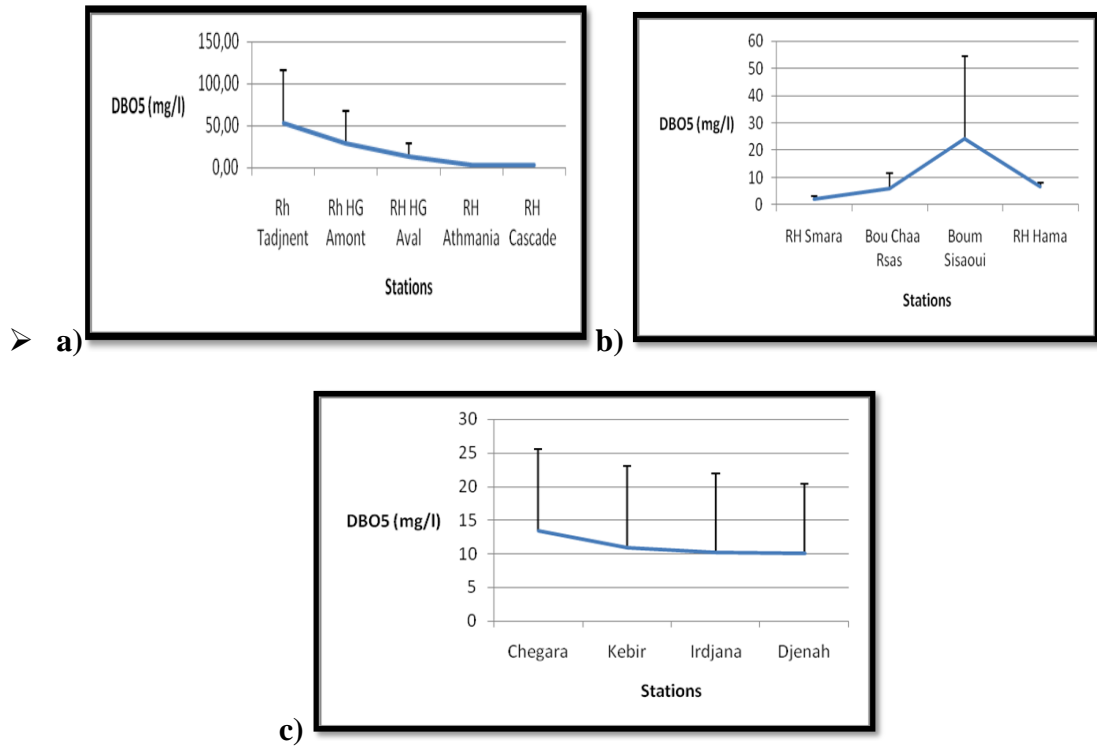 150,00
100,00
50,00
0,00
DBO5 (mg/l)
Rh Tadjnent
Rh HG Amont
RH HG Aval
RH Athmania
RH Cascade
Stations
➢ a)
60
50
40
30
20
10
0
DBO5 (mg/l)
RH Smara
Bou Chaa Rsas
Boum Sisaoui
RH Hama
Stations
b)
30
25
20
15
10
5
0
DBO5 (mg/l)
Chegara
Kebir
Irdjana
Djenah
Stations
c)